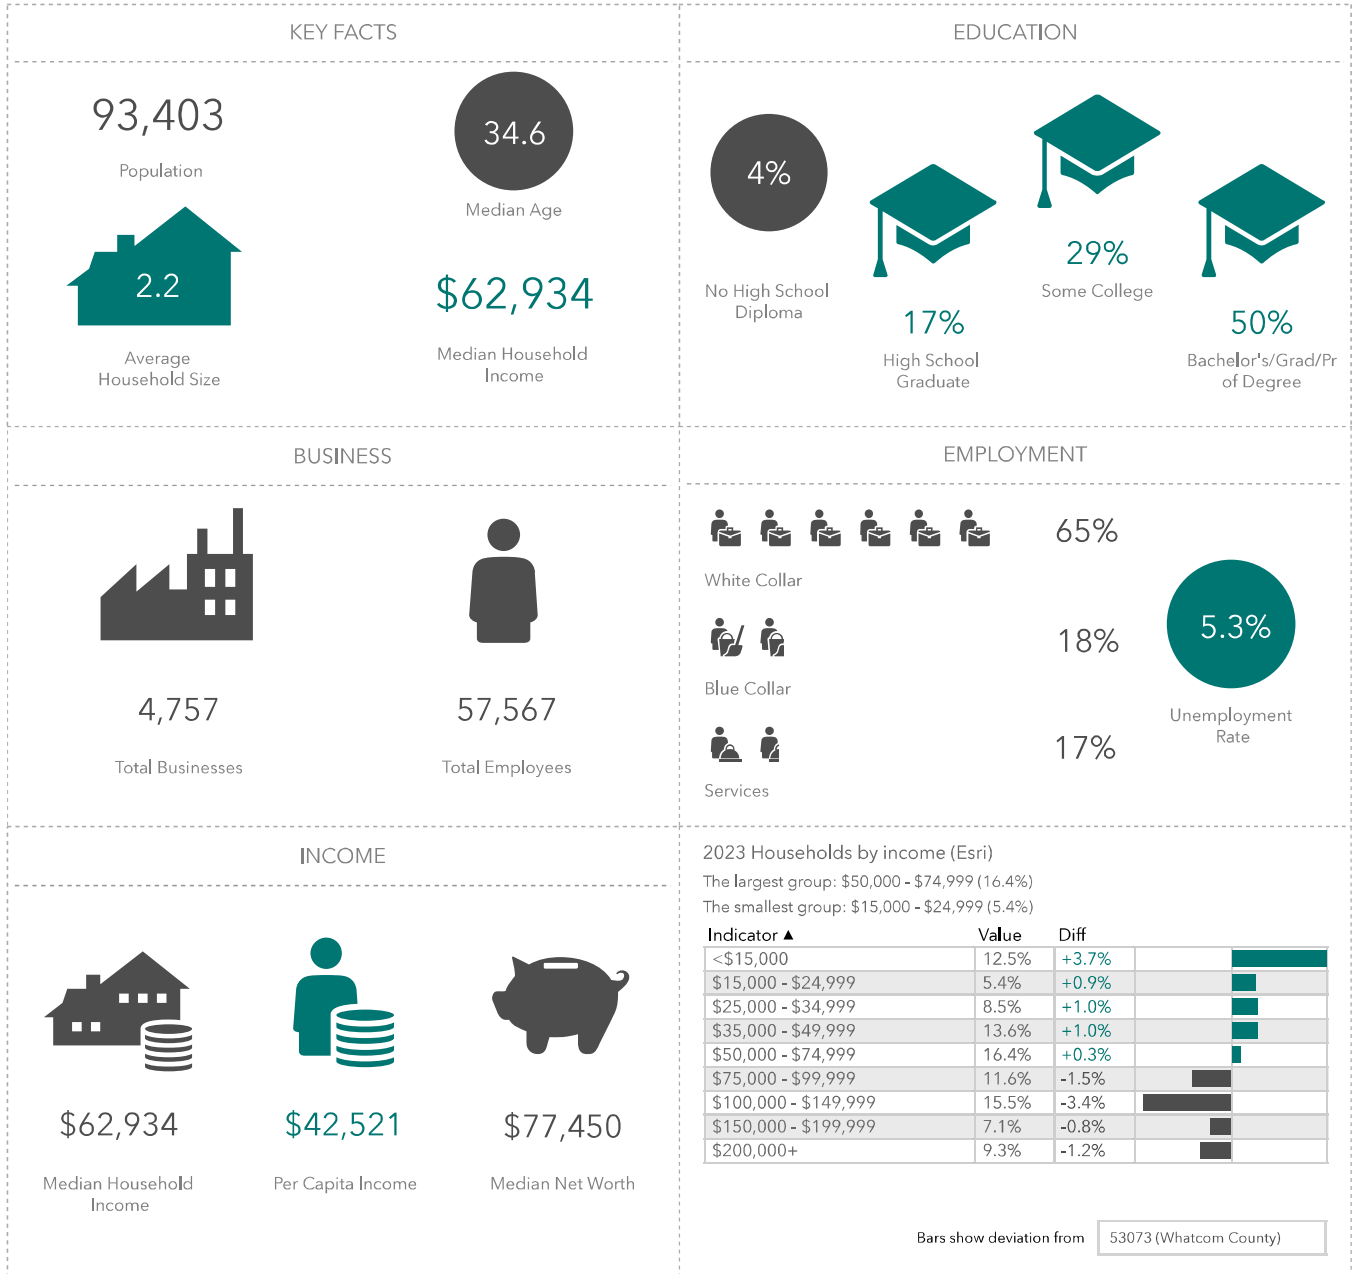 KEY FACTS
93,403
Population
34.6
Median Age
2.2
Average
Household Size
$62,934
Median Household
Income
EDUCATION
4%
No High School
Diploma
17%
High School
Graduate
29%
Some College
50%
Bachelor's/Grad/Pr
of Degree
BUSINESS
4,757
Total Businesses
57,567
Total Employees
EMPLOYMENT
65%
White Collar
18%
Blue Collar
17%
Services
5.3%
Unemployment
Rate
INCOME
$62,934
Median Household
Income
$42,521
Per Capita Income
$77,450
Median Net Worth
2023 Households by income (Esri)
The largest group: $50,000 - $74,999 (16.4%)
The smallest group: $15,000 - $24,999 (5.4%)
Indicator ▲ Value Diff
<$15,000 12.5% +3.7%
$15,000 - $24,999 5.4% +0.9%
$25,000 - $34,999 8.5% +1.0%
$35,000 - $49,999 13.6% +1.0%
$50,000 - $74,999 16.4% +0.3%
$75,000 - $99,999 11.6% -1.5%
$100,000 - $149,999 15.5% -3.4%
$150,000 - $199,999 7.1% -0.8%
$200,000+ 9.3% -1.2%
Bars show deviation from 53073 (Whatcom County)